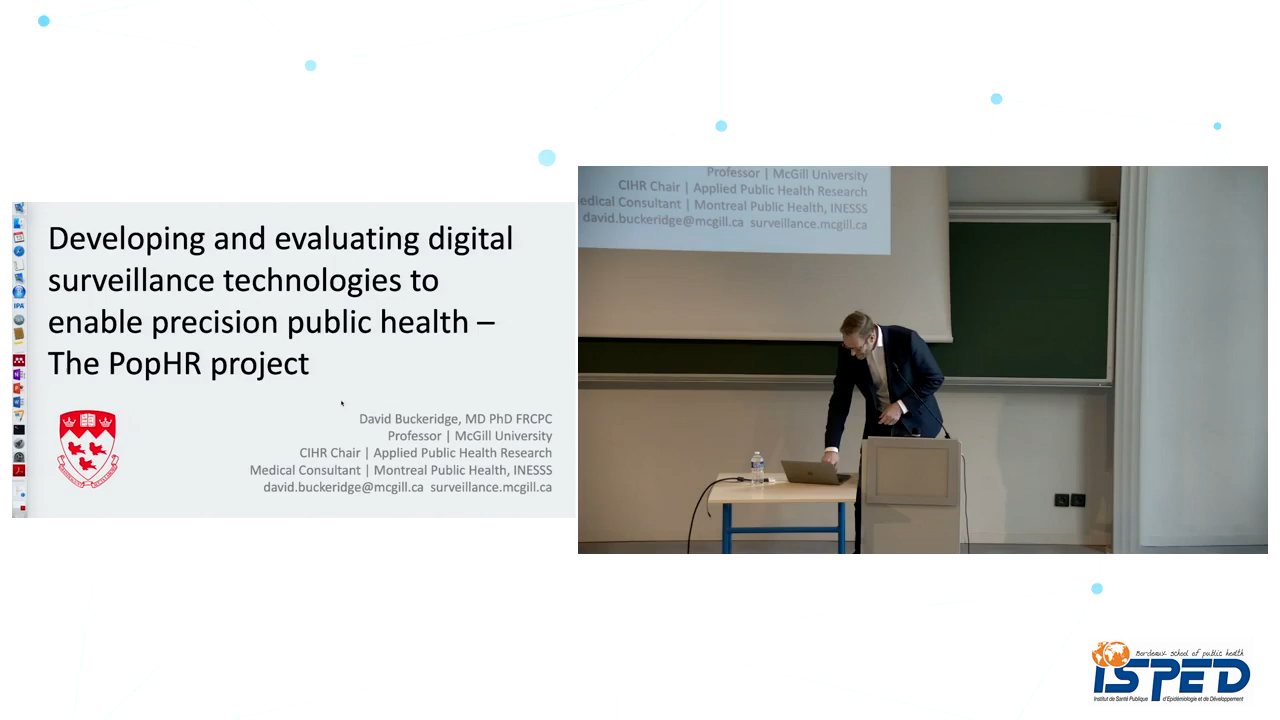 Developing and evaluating digital
surveillance technologies to
enable precision public health –
The PopHR project
David Buckeridge, MD PhD FRCPC
Professor | McGill University
CIHR Chair | Applied Public Health Research
Medical Consultant | Montreal Public Health, INESSS
david.buckeridge@mcgill.ca surveillance.mcgill.ca
IPA
Professor | McGill University
CIHR Chair | Applied Public Health Research
edical Consultant | Montreal Public Health, INESSS
david.buckeridge@mcgill.ca surveillance.mcgill.ca
Bordeaux school of public health
ISPED
Institut de Santé Publique d'Epidémiologie et de Développement